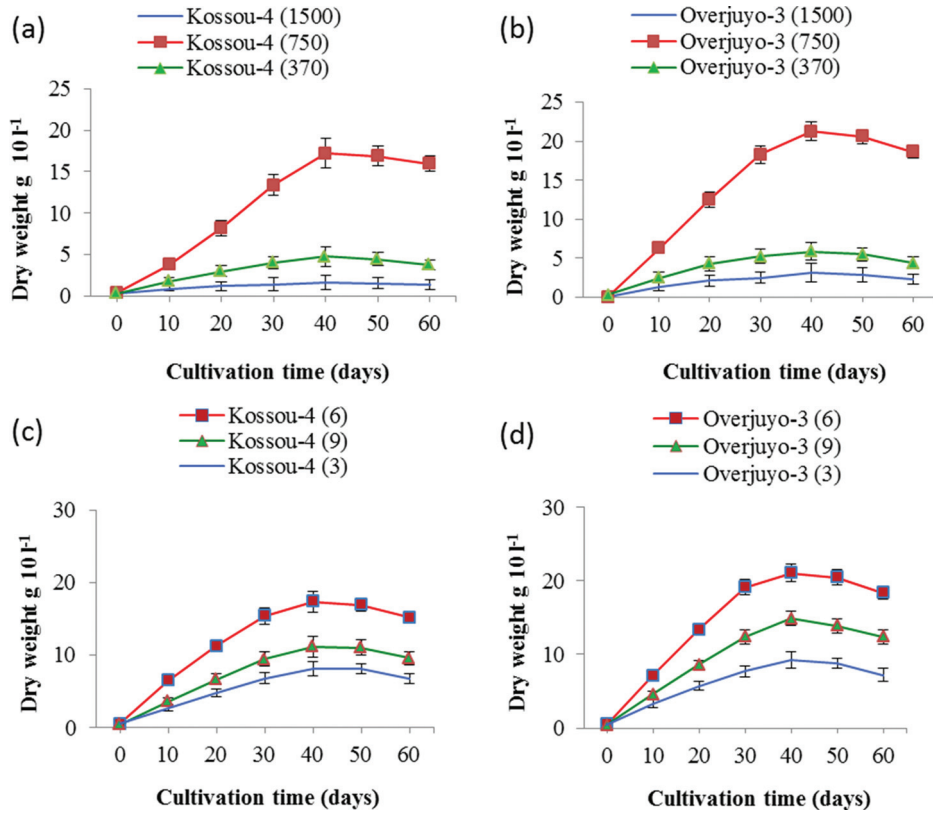 (a)
Kossou-4 (1500)
Kossou-4 (750)
Kossou-4 (370)
Dry weight g 10 l-1
25
20
15
10
5
0
0 10 20 30 40 50 60
Cultivation time (days)
(b)
Overjuyo-3 (1500)
Overjuyo-3 (750)
Overjuyo-3 (370)
Dry weight g 10 l-1
25
20
15
10
5
0
0 10 20 30 40 50 60
Cultivation time (days)
(c)
Kossou-4 (6)
Kossou-4 (9)
Kossou-4 (3)
Dry weight g 10 l-1
30
20
10
0
0 10 20 30 40 50 60
Cultivation time (days)
(d)
Overjuyo-3 (6)
Overjuyo-3 (9)
Overjuyo-3 (3)
Dry weight g 10 l-1
30
20
10
0
0 10 20 30 40 50 60
Cultivation time (days)